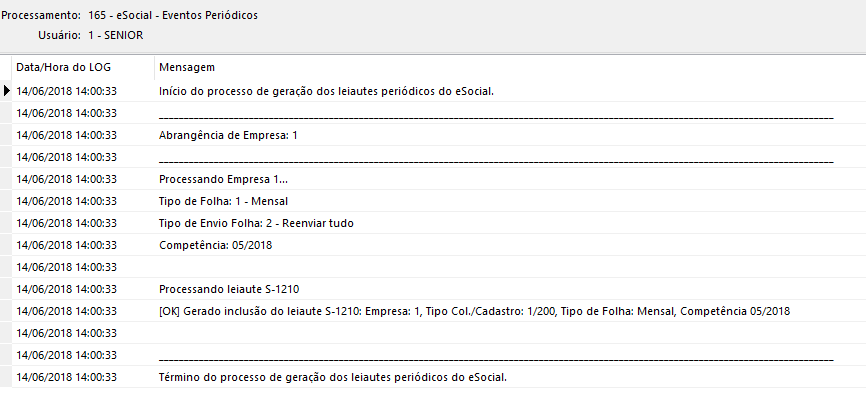 Processamento: 165 - eSocial - Eventos Periódicos
Usuário: 1 - SENIOR
Data/Hora do LOG Mensagem
14/06/2018 14:00:33 Início do processo de geração dos leiautes periódicos do eSocial.
14/06/2018 14:00:33 ____________________________________________________________
14/06/2018 14:00:33 Abrangência de Empresa: 1
14/06/2018 14:00:33 ____________________________________________________________
14/06/2018 14:00:33 Processando Empresa 1...
14/06/2018 14:00:33 Tipo de Folha: 1 - Mensal
14/06/2018 14:00:33 Tipo de Envio Folha: 2 - Reenviar tudo
14/06/2018 14:00:33 Competência: 05/2018
14/06/2018 14:00:33
14/06/2018 14:00:33 Processando leiaute S-1210
14/06/2018 14:00:33 [OK] Gerado inclusão do leiaute S-1210: Empresa: 1, Tipo Col./Cadastro: 1/200, Tipo de Folha: Mensal, Competência 05/2018
14/06/2018 14:00:33
14/06/2018 14:00:33 ____________________________________________________________
14/06/2018 14:00:33 Término do processo de geração dos leiautes periódicos do eSocial.